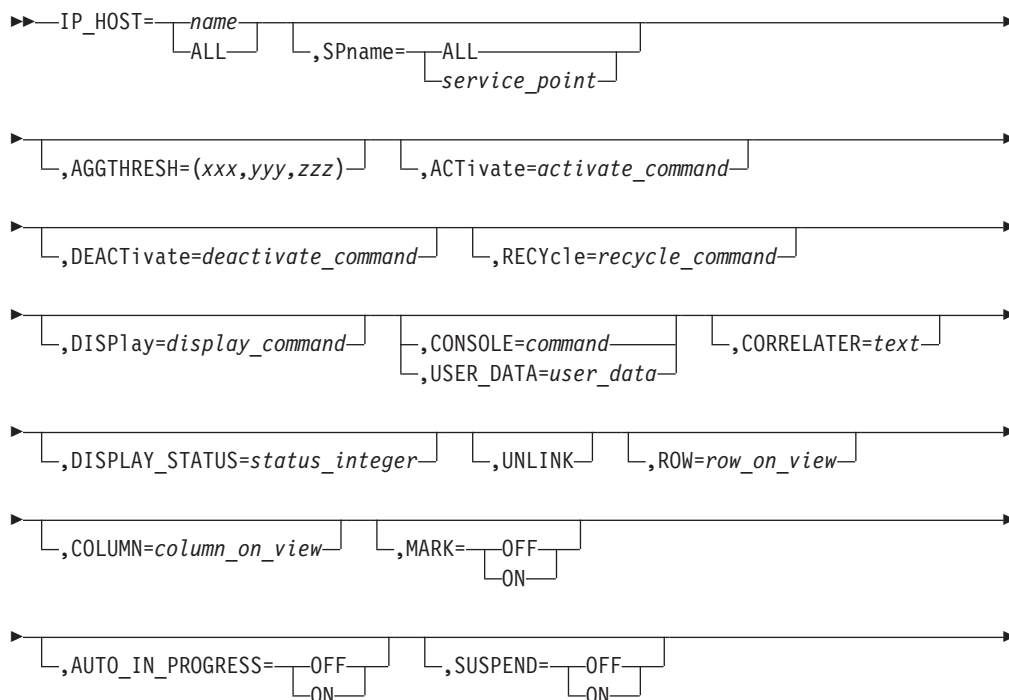 IP_HOST= name
ALL
,SPname= ALL
service_point
,AGGTHRESH=(xxx,yyy,zzz)
,ACTivate=activate_command
,DEACTivate=deactivate_command
,RECYcle=recycle_command
,DISPlay=display_command
,CONSOLE=command
,USER_DATA=user_data
,CORRELATER=text
,DISPLAY_STATUS=status_integer
,UNLINK
,ROW=row_on_view
,COLUMN=column_on_view
,MARK= OFF
ON
,AUTO_IN_PROGRESS= OFF
ON
,SUSPEND= OFF
ON